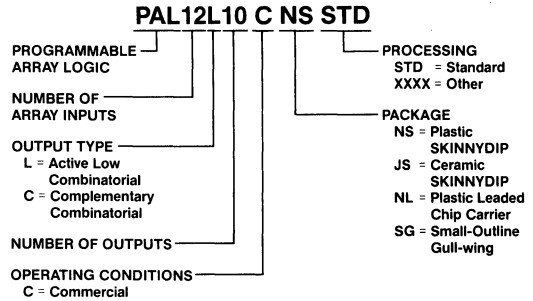 PAL12L10 C NS STD
PROGRAMMABLE
ARRAY LOGIC
NUMBER OF
ARRAY INPUTS
OUTPUT TYPE
L = Active Low
Combinatorial
C = Complementary
Combinatorial
NUMBER OF OUTPUTS
OPERATING CONDITIONS
C = Commercial
PROCESSING
STD = Standard
XXXX = Other
PACKAGE
NS = Plastic
SKINNYDIP
JS = Ceramic
SKINNYDIP
NL = Plastic Leaded
Chip Carrier
SG = Small-Outline
Gull-wing